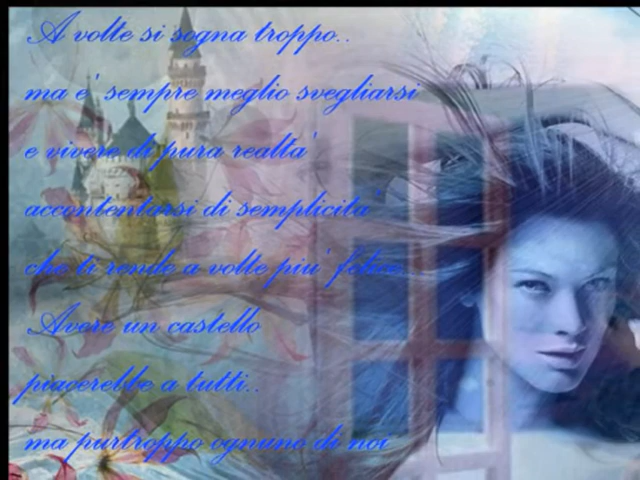 A volte si sogna troppo..
ma e' sempre meglio svegliarsi
e vivere di pura realta'
accontentarsi di semplicita'
che ti rende a volte piu' felice...
Avere un castello
piacerebbe a tutti..
ma purtroppo ognuno di noi